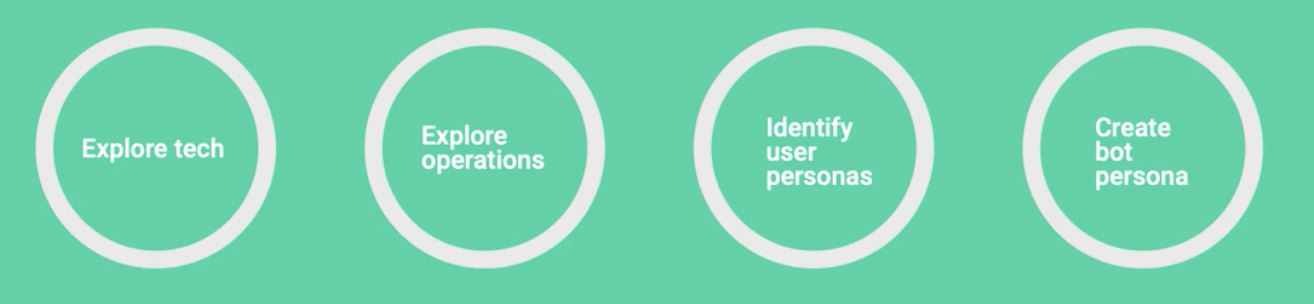 Explore tech
Explore
operations
Identify
user
personas
Create
bot
persona